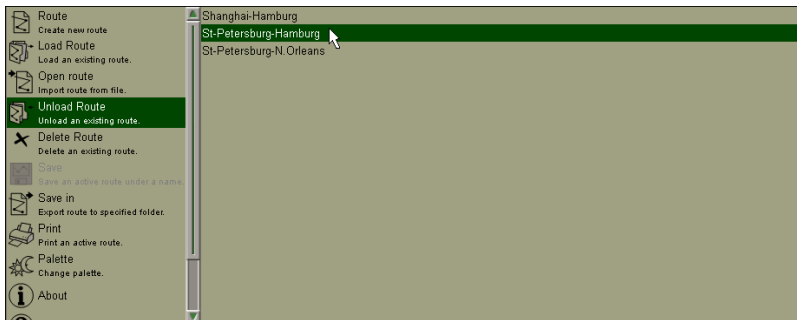 Route
Create new route
Load Route
Load an existing route.
Open route
Import route from file.
Unload Route
Unload an existing route.
Delete Route
Delete an existing route.
Save
Save an active route under a name.
Save in
Export route to specified folder.
Print
Print an active route.
Palette
Change palette.
About
Shanghai-Hamburg
St-Petersburg-Hamburg
St-Petersburg-N.Orleans